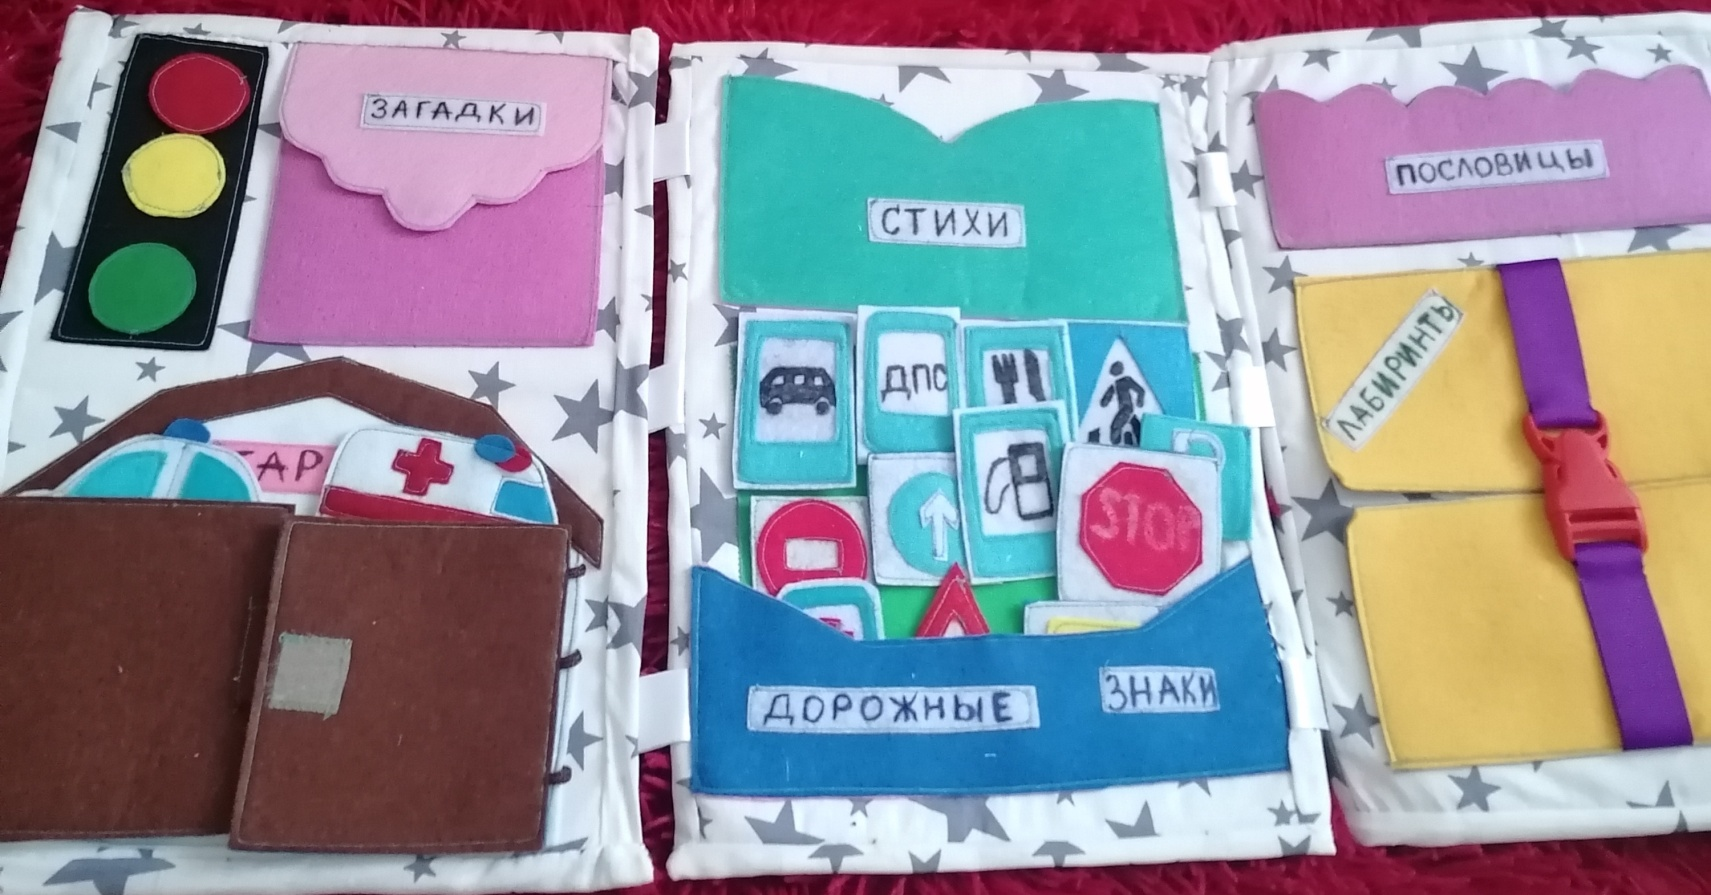 ЗАГАДКИ
СТИХИ
ДПС
STOP
ДОРОЖНЫЕ ЗНАКИ
ПОСЛОВИЦЫ
ЛАБИРИНТЫ